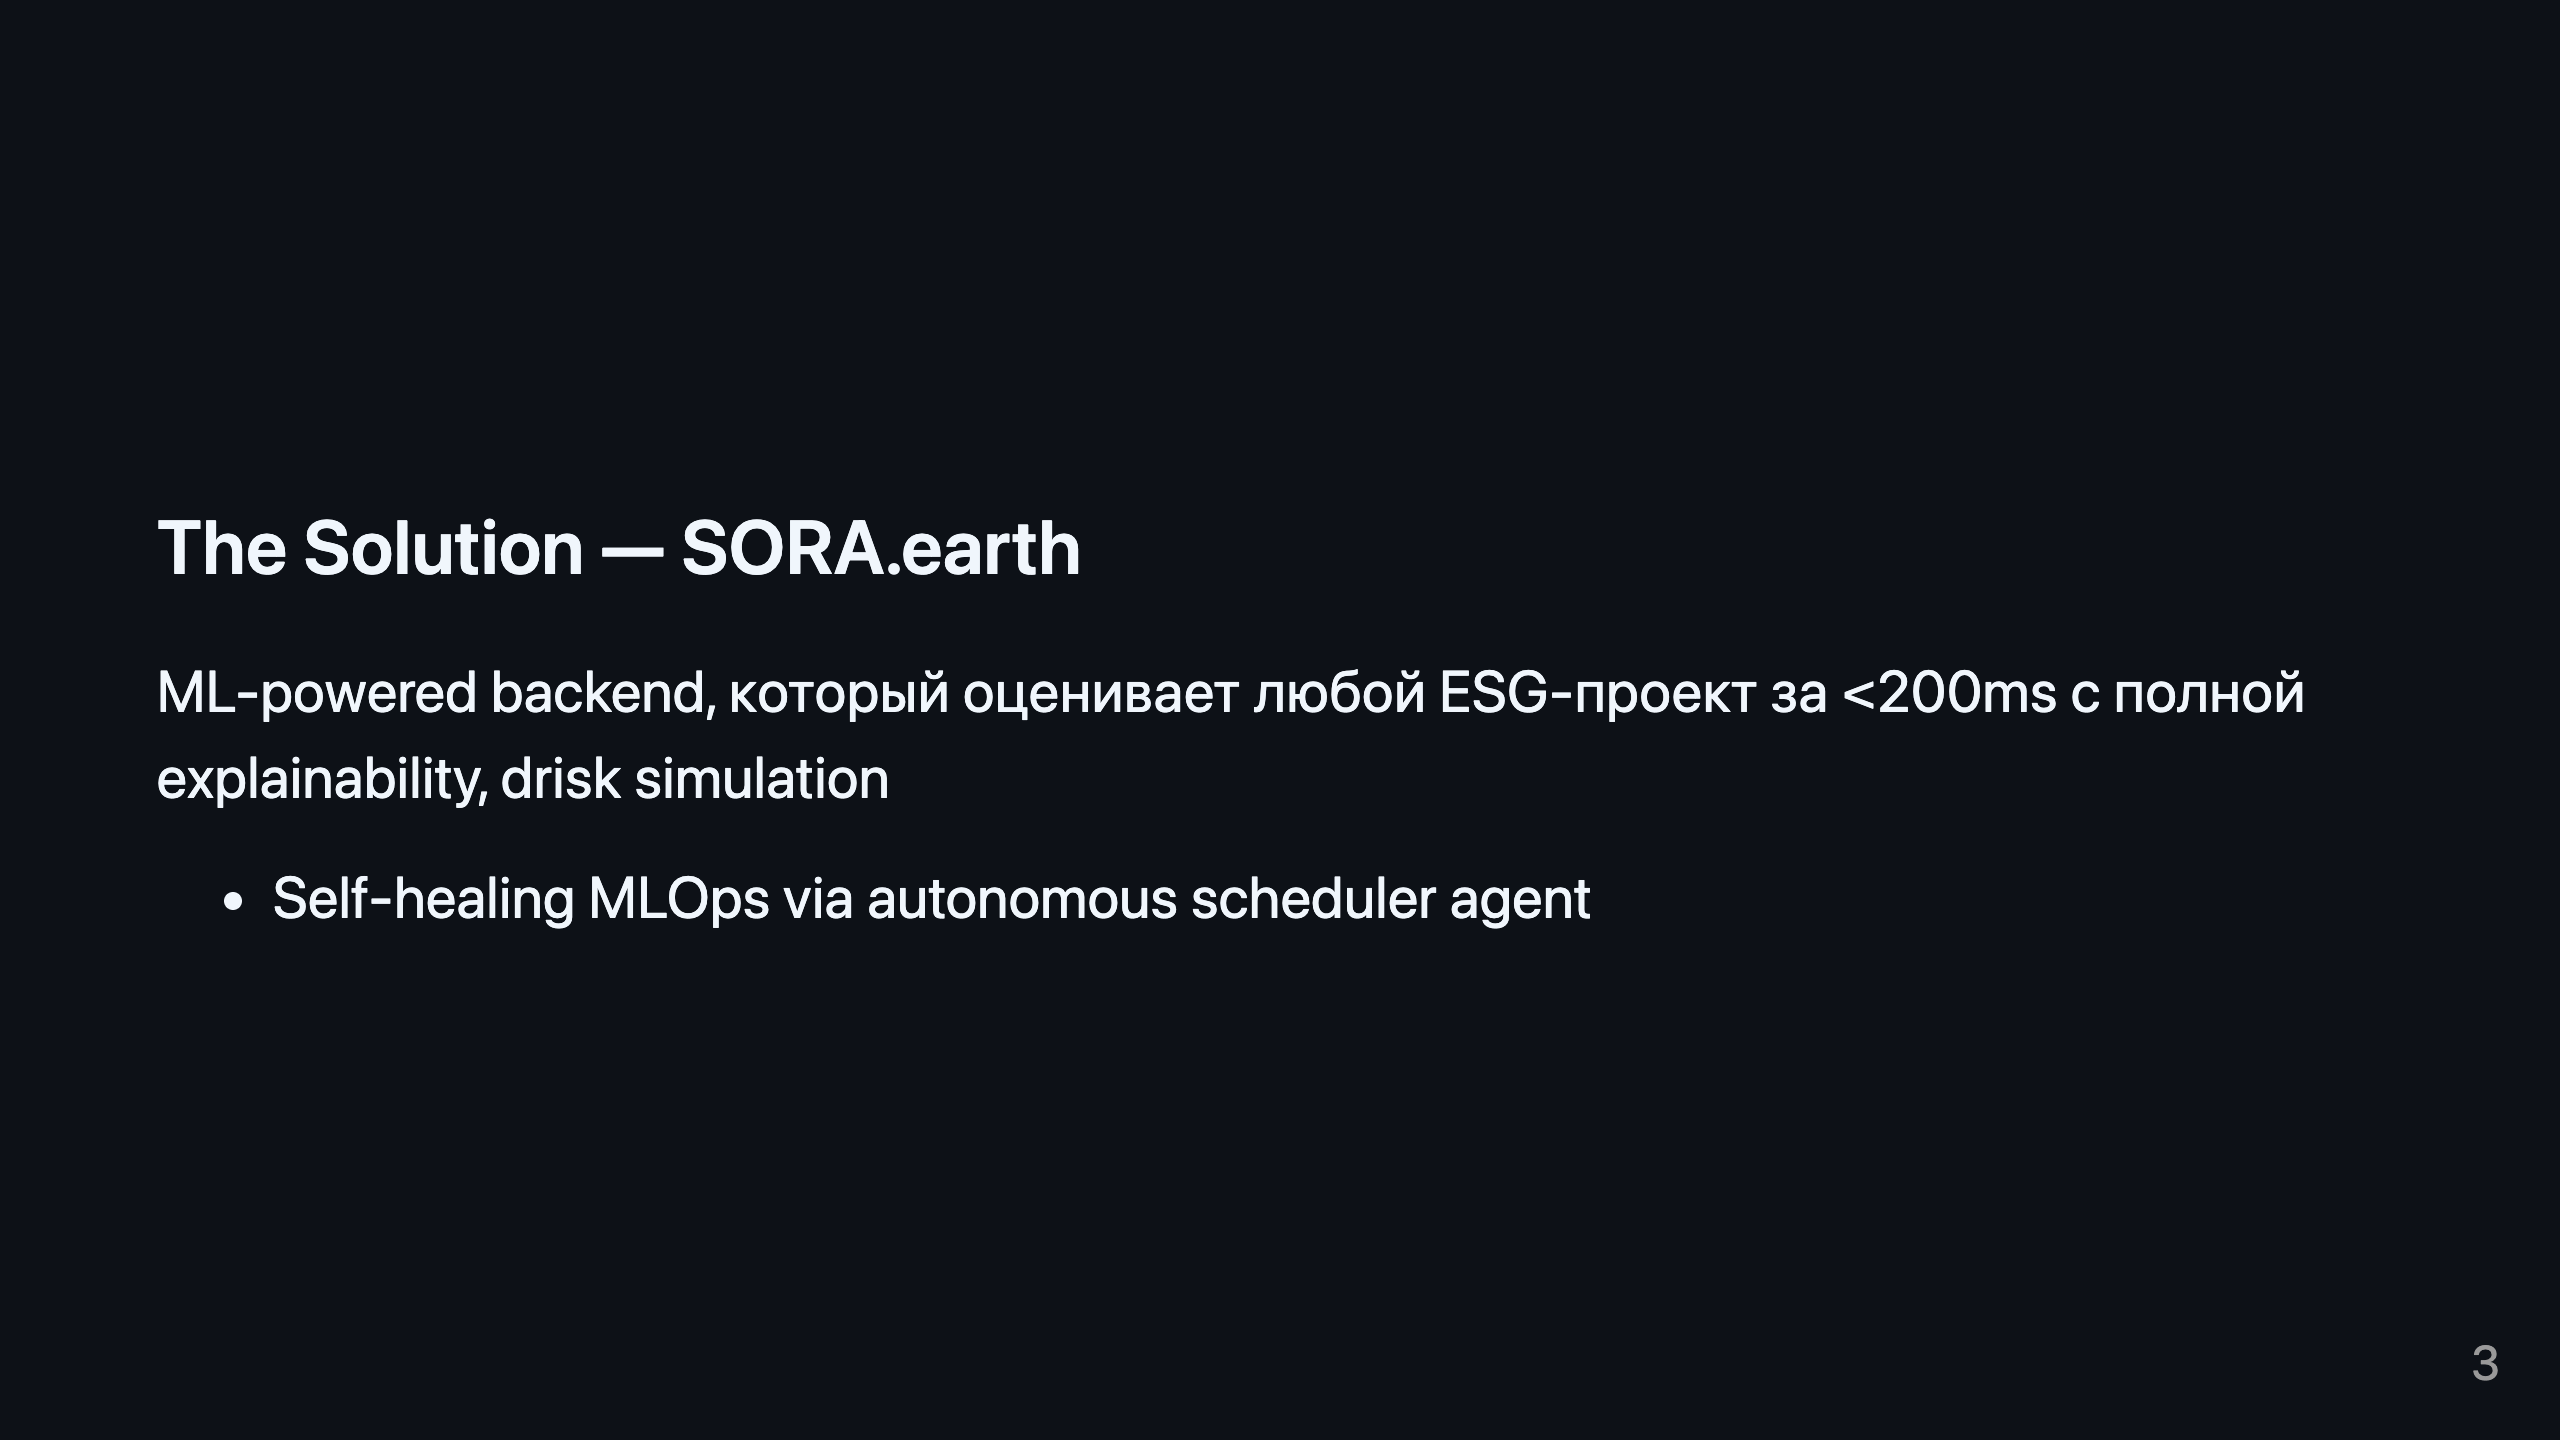 The Solution — SORA.earth
ML-powered backend, который оценивает любой ESG-проект за <200ms с полной
explainability, drisk simulation
• Self-healing MLOps via autonomous scheduler agent
3